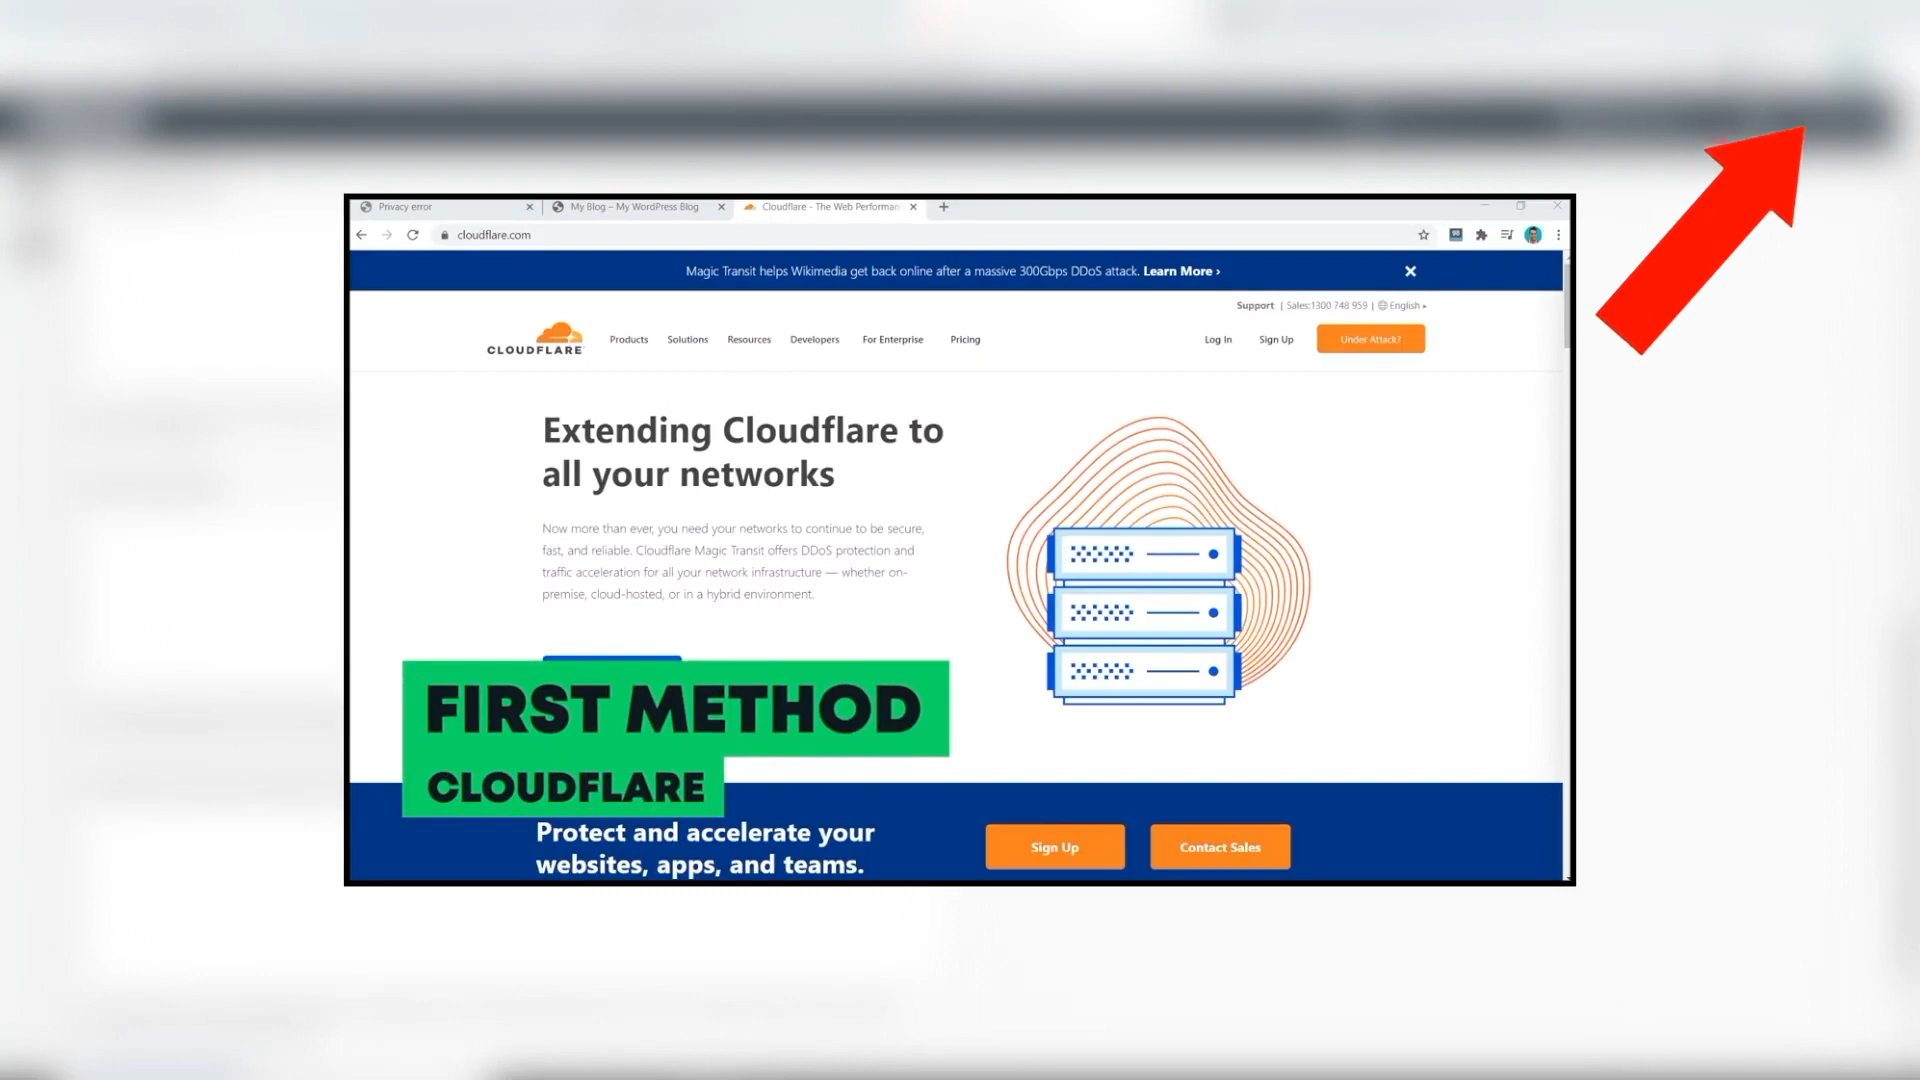 Privacy error
My Blog – My WordPress Blog
Cloudflare - The Web Performan
cloudflare.com
Magic Transit helps Wikimedia get back online after a massive 300Gbps DDoS attack. Learn More ›
Support | Sales:1300 748 959 | English
CLOUDFLARE
Products Solutions Resources Developers For Enterprise Pricing
Log In Sign Up Under Attack?
Extending Cloudflare to
all your networks
Now more than ever, you need your networks to continue to be secure,
fast, and reliable. Cloudflare Magic Transit offers DDoS protection and
traffic acceleration for all your network infrastructure — whether on-
premise, cloud-hosted, or in a hybrid environment.
FIRST METHOD
CLOUDFLARE
Protect and accelerate your
websites, apps, and teams.
Sign Up
Contact Sales